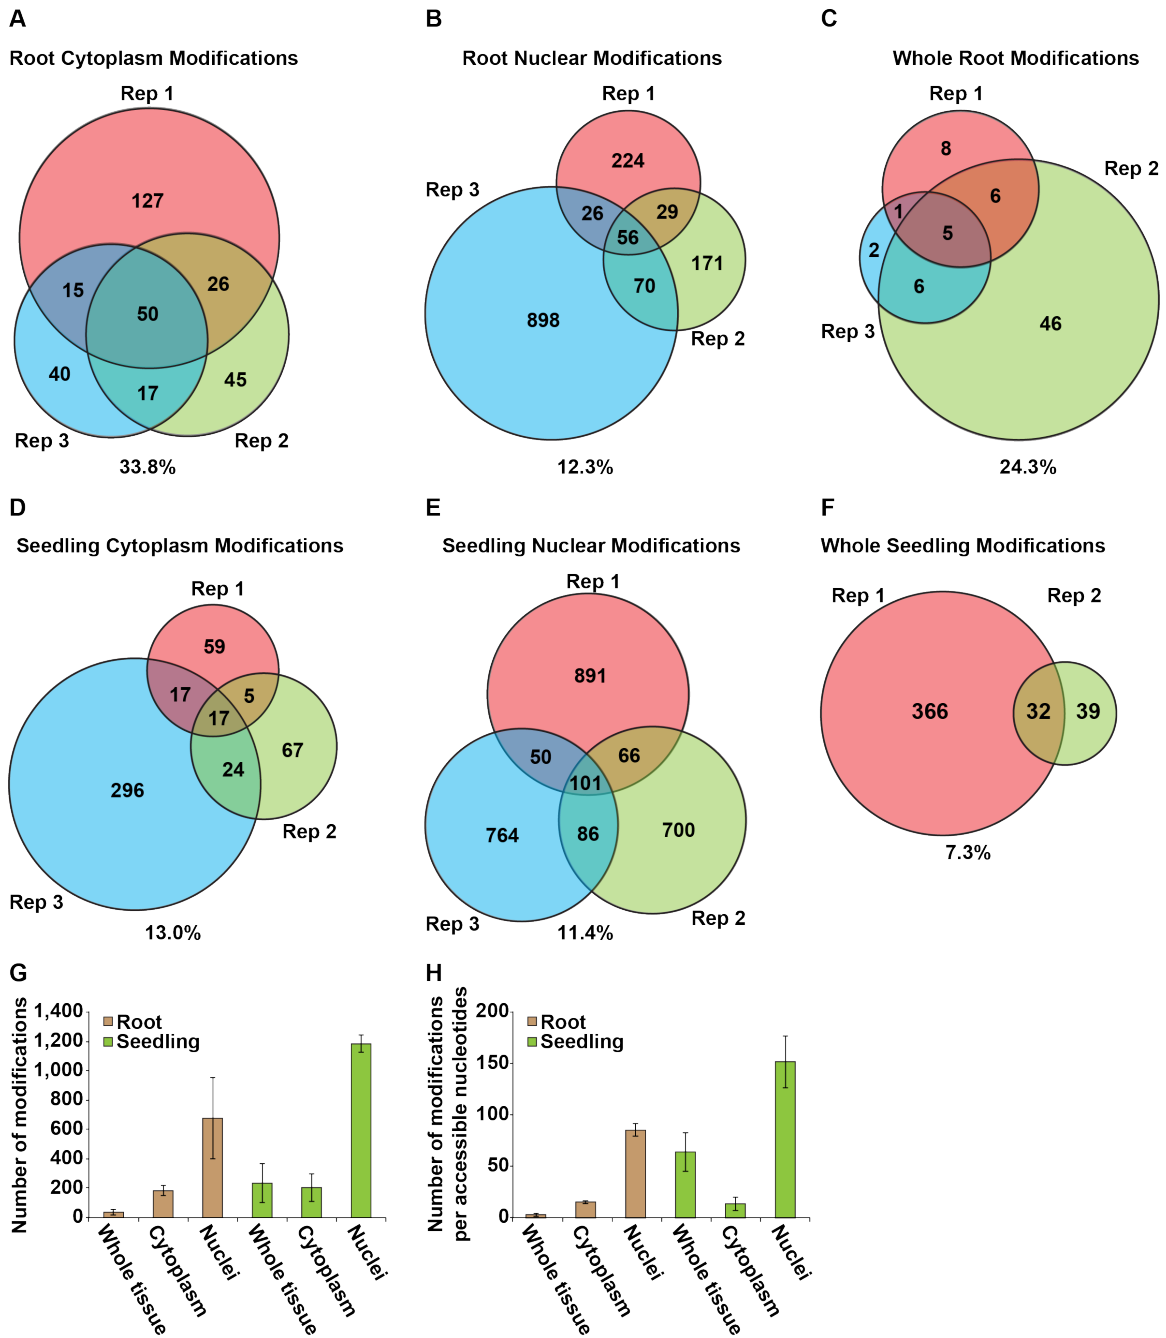 A
Root Cytoplasm Modifications
Rep 1
127
15
26
50
40
17
45
Rep 3
Rep 2
33.8%
B
Root Nuclear Modifications
Rep 1
224
Rep 3
26
29
56
171
70
898
Rep 2
12.3%
C
Whole Root Modifications
Rep 1
8
Rep 2
6
1
5
2
6
Rep 3
46
24.3%
D
Seedling Cytoplasm Modifications
Rep 1
59
17
5
17
67
24
296
Rep 2
Rep 3
13.0%
E
Seedling Nuclear Modifications
Rep 1
891
50
66
101
764
86
700
Rep 3
Rep 2
11.4%
F
Whole Seedling Modifications
Rep 1
Rep 2
366
32
39
7.3%
G
Number of modifications
1,400
1,200
1,000
800
600
400
200
0
Root
Seedling
Whole tissue
Cytoplasm
Nuclei
Whole tissue
Cytoplasm
Nuclei
H
Number of modifications
per accessible nucleotides
200
150
100
50
0
Root
Seedling
Whole tissue
Cytoplasm
Nuclei
Whole tissue
Cytoplasm
Nuclei